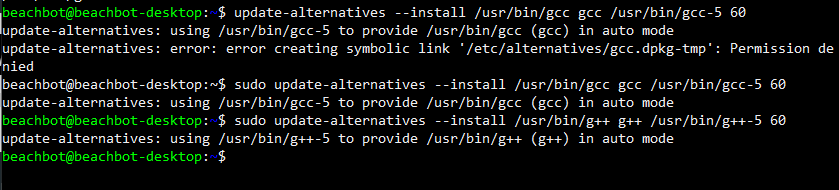 beachbot@beachbot-desktop:~$ update-alternatives --install /usr/bin/gcc gcc /usr/bin/gcc-5 60
update-alternatives: using /usr/bin/gcc-5 to provide /usr/bin/gcc (gcc) in auto mode
update-alternatives: error: error creating symbolic link '/etc/alternatives/gcc.dpkg-tmp': Permission de
nied
beachbot@beachbot-desktop:~$ sudo update-alternatives --install /usr/bin/gcc gcc /usr/bin/gcc-5 60
update-alternatives: using /usr/bin/gcc-5 to provide /usr/bin/gcc (gcc) in auto mode
beachbot@beachbot-desktop:~$ sudo update-alternatives --install /usr/bin/g++ g++ /usr/bin/g++-5 60
update-alternatives: using /usr/bin/g++-5 to provide /usr/bin/g++ (g++) in auto mode
beachbot@beachbot-desktop:~$